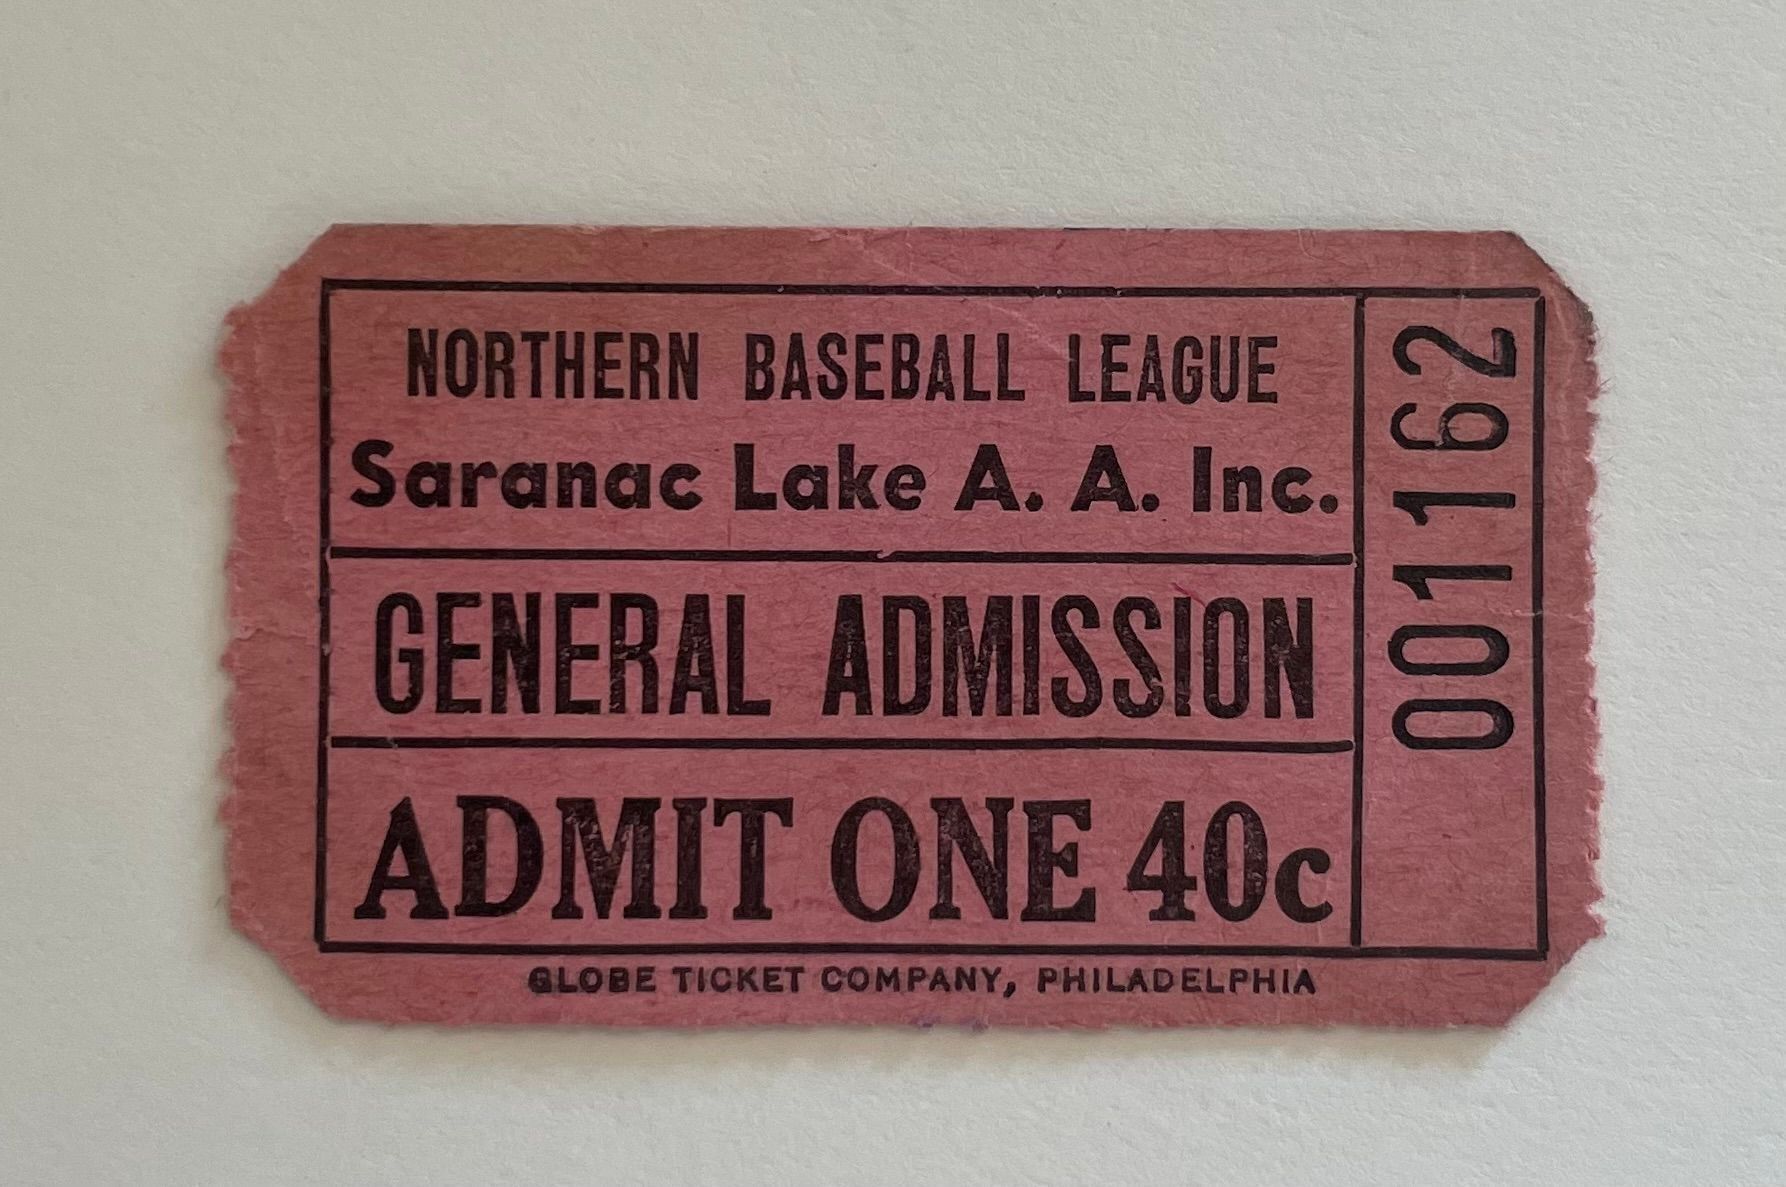 NORTHERN BASEBALL LEAGUE
Saranac Lake A. A. Inc.
GENERAL ADMISSION
ADMIT ONE 40c
GLOBE TICKET COMPANY, PHILADELPHIA
001162